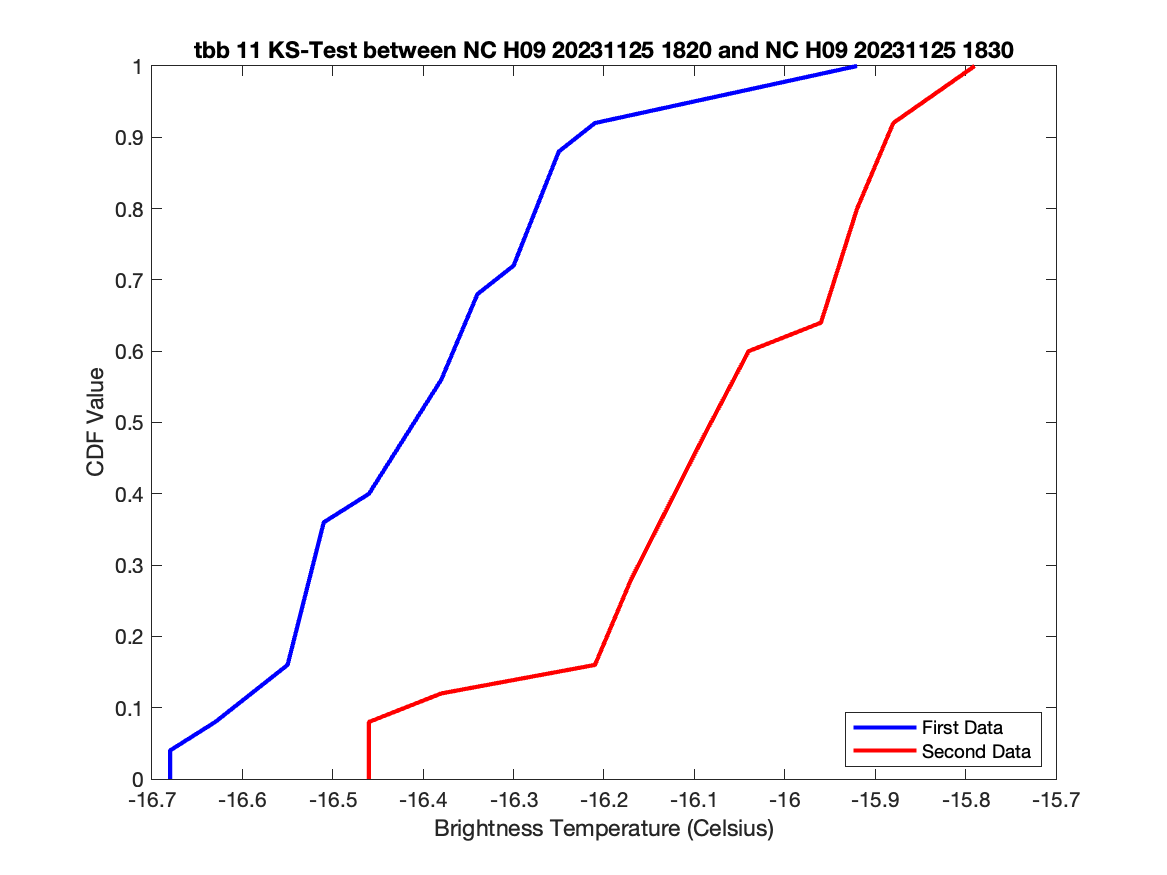 tbb 11 KS-Test between NC H09 20231125 1820 and NC H09 20231125 1830
1
0.9
0.8
0.7
0.6
0.5
0.4
0.3
0.2
0.1
0
CDF Value
First Data
Second Data
-16.7 -16.6 -16.5 -16.4 -16.3 -16.2 -16.1 -16 -15.9 -15.8 -15.7
Brightness Temperature (Celsius)